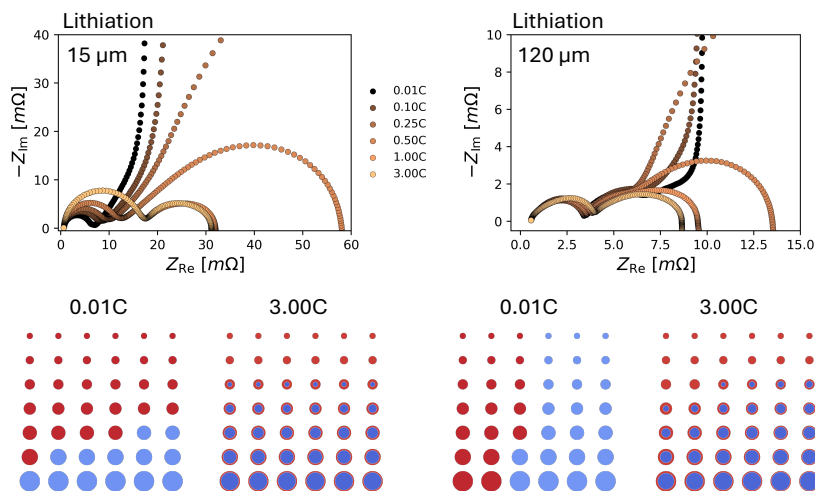 Lithiation
15 μm
40
30
20
10
0
−Z_Im [mΩ]
0 10 20 30 40 50 60
Z_Re [mΩ]
0.01C
0.10C
0.25C
0.50C
1.00C
3.00C
Lithiation
120 μm
10
8
6
4
2
0
−Z_Im [mΩ]
0.0 2.5 5.0 7.5 10.0 12.5 15.0
Z_Re [mΩ]
0.01C
3.00C
0.01C
3.00C